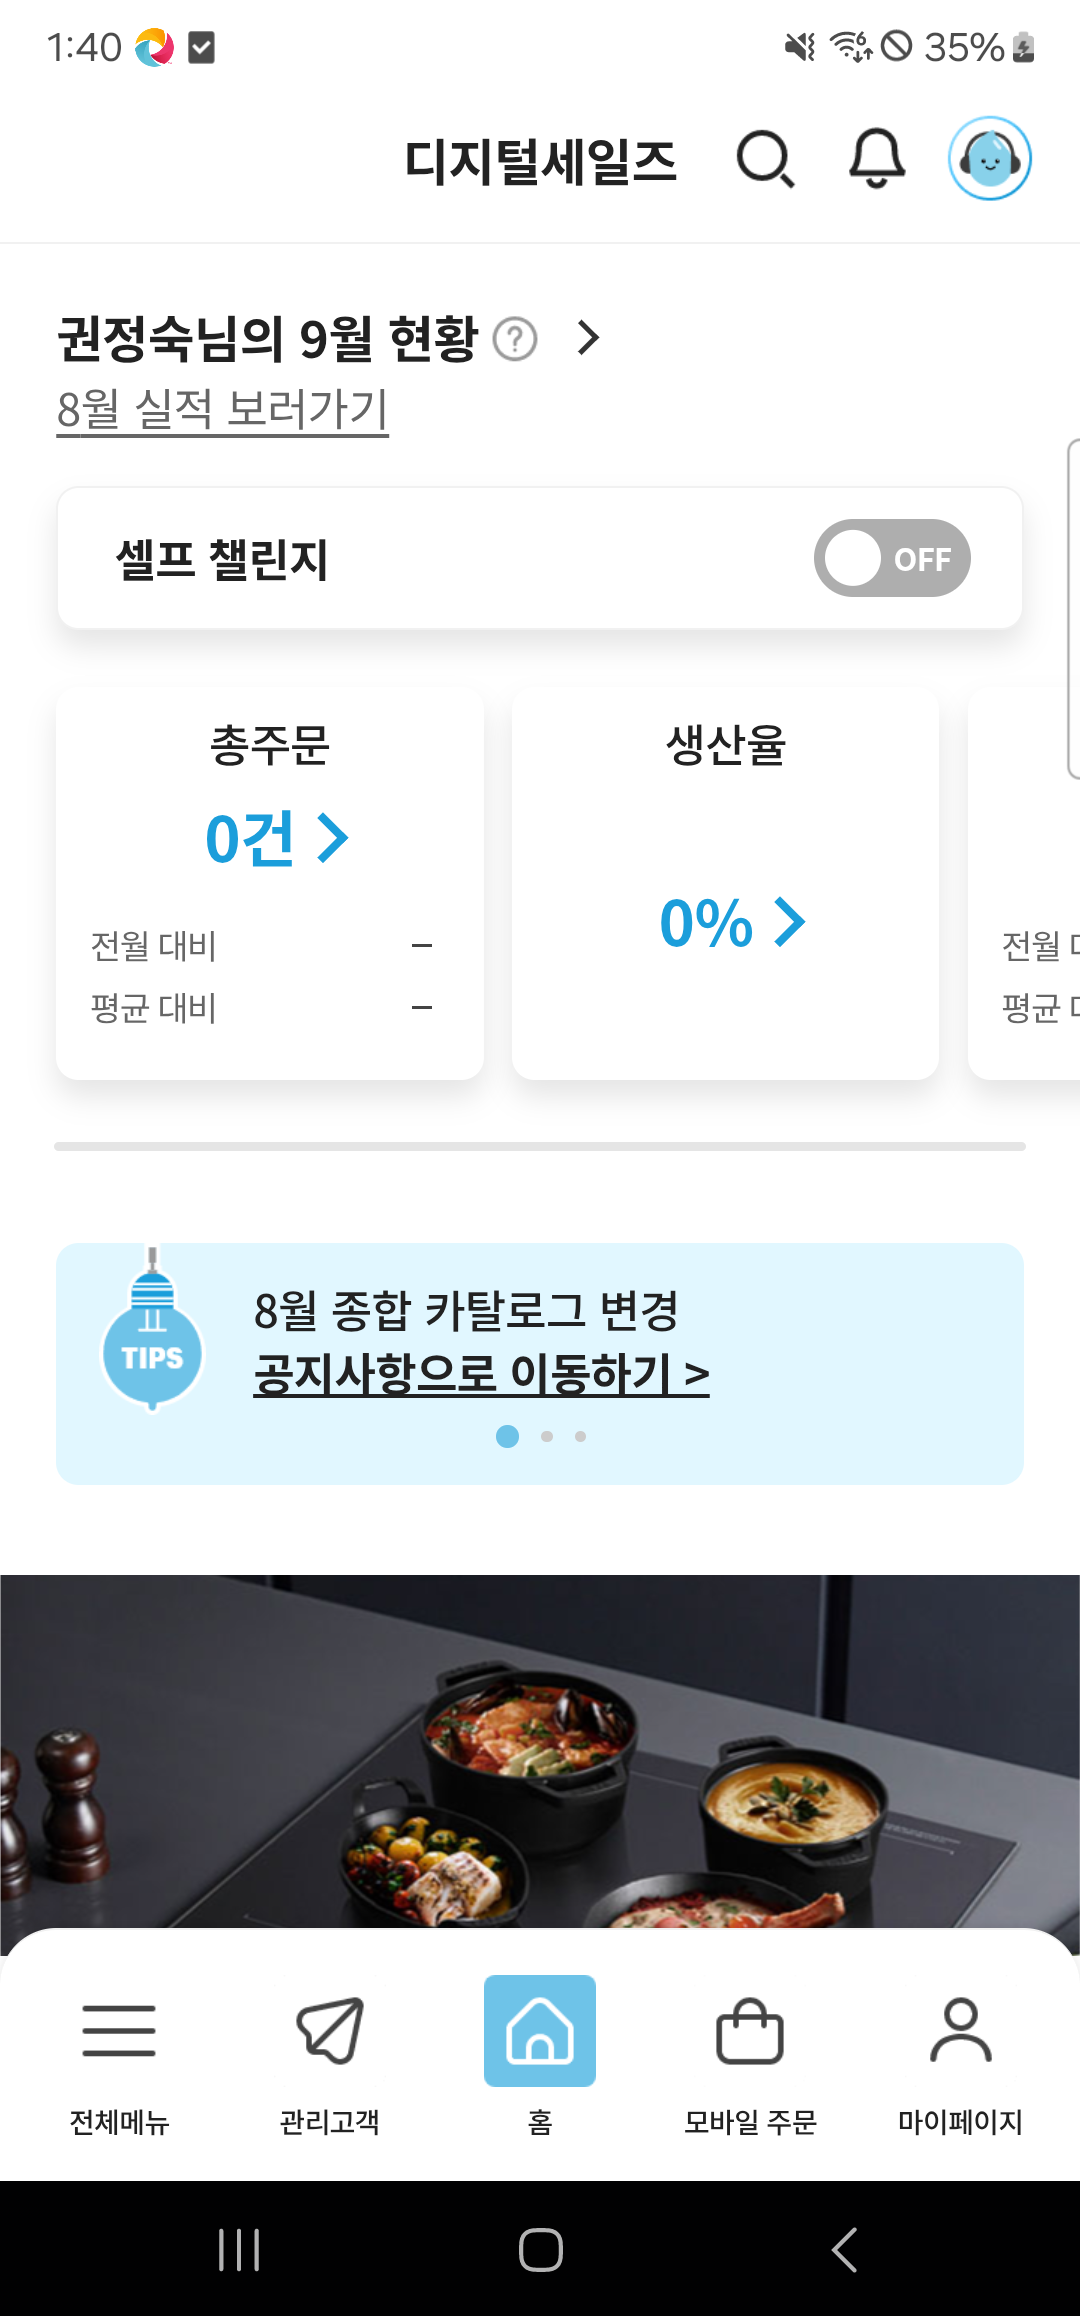 1:40
35%
디지털세일즈
권정숙님의 9월 현황 ? >
8월 실적 보러가기
셀프 챌린지
OFF
총주문
생산율
0건 >
0% >
전월 대비 –
평균 대비 –
전월 대
평균 대
TIPS
8월 종합 카탈로그 변경
공지사항으로 이동하기 >
전체메뉴
관리고객
홈
모바일 주문
마이페이지